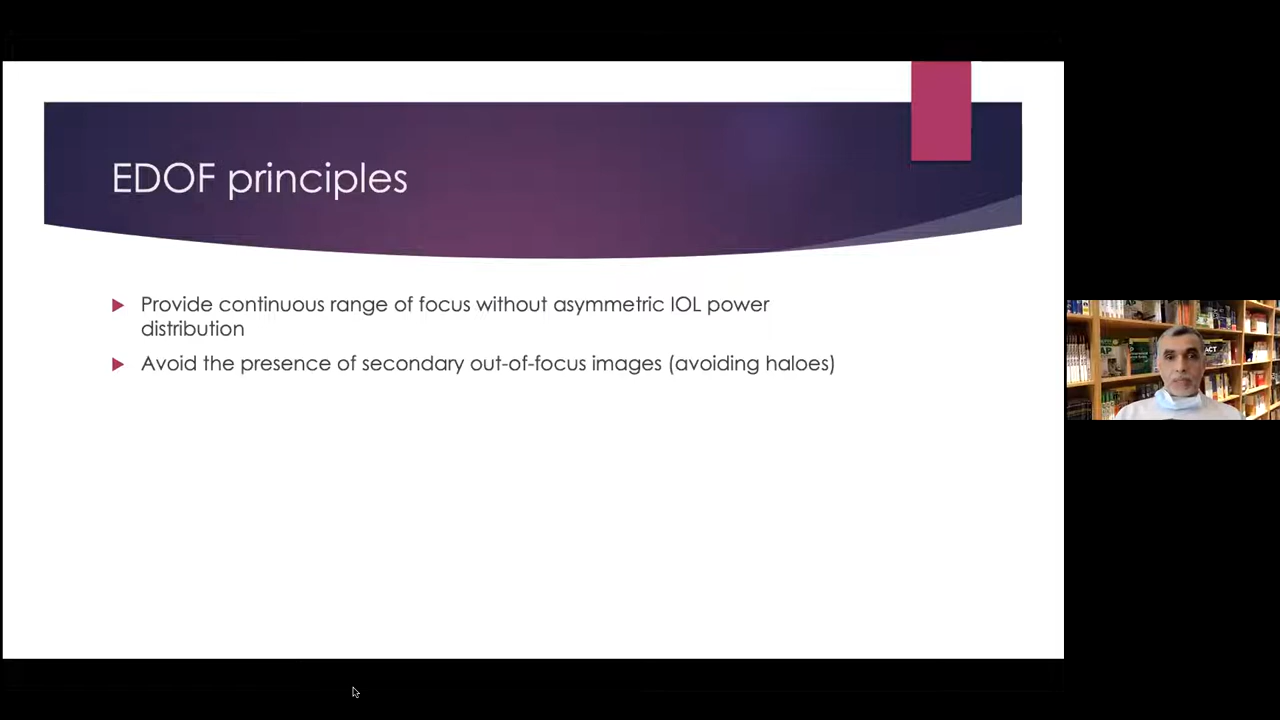 EDOF principles
Provide continuous range of focus without asymmetric IOL power
distribution
Avoid the presence of secondary out-of-focus images (avoiding haloes)